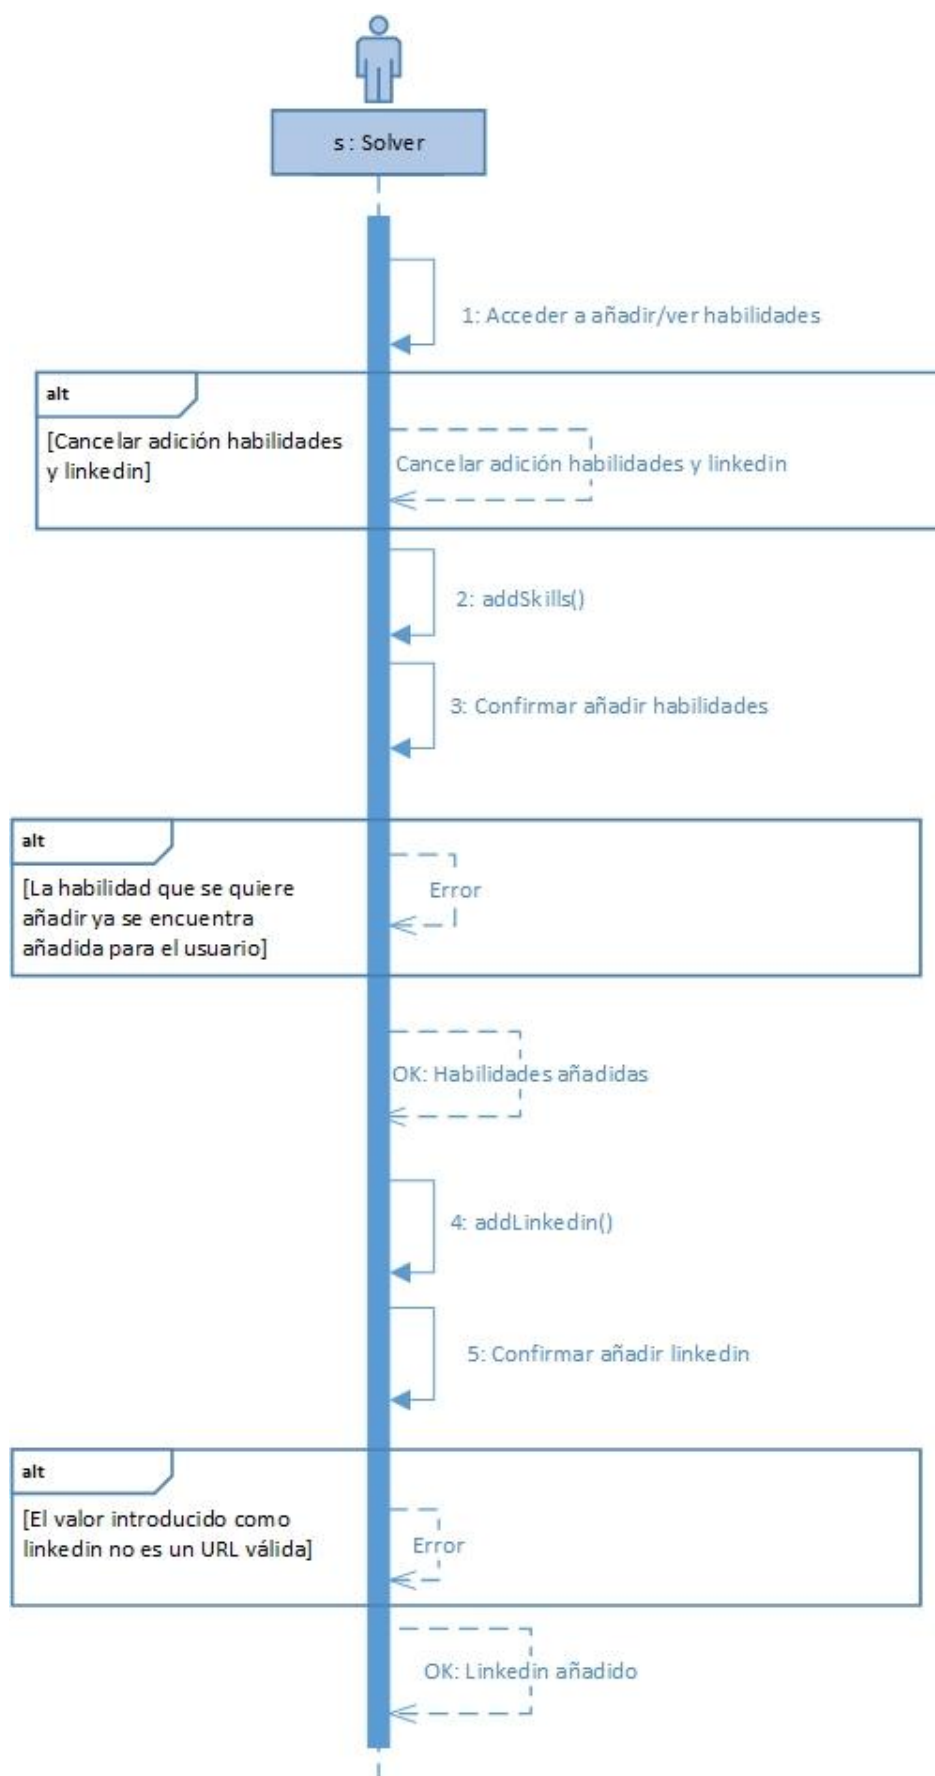 s : Solver
1: Acceder a añadir/ver habilidades
alt
[Cancelar adición habilidades
y linkedin]
Cancelar adición habilidades y linkedin
2: addSkills()
3: Confirmar añadir habilidades
alt
[La habilidad que se quiere
añadir ya se encuentra
añadida para el usuario]
Error
OK: Habilidades añadidas
4: addLinkedin()
5: Confirmar añadir linkedin
alt
[El valor introducido como
linkedin no es un URL válida]
Error
OK: Linkedin añadido